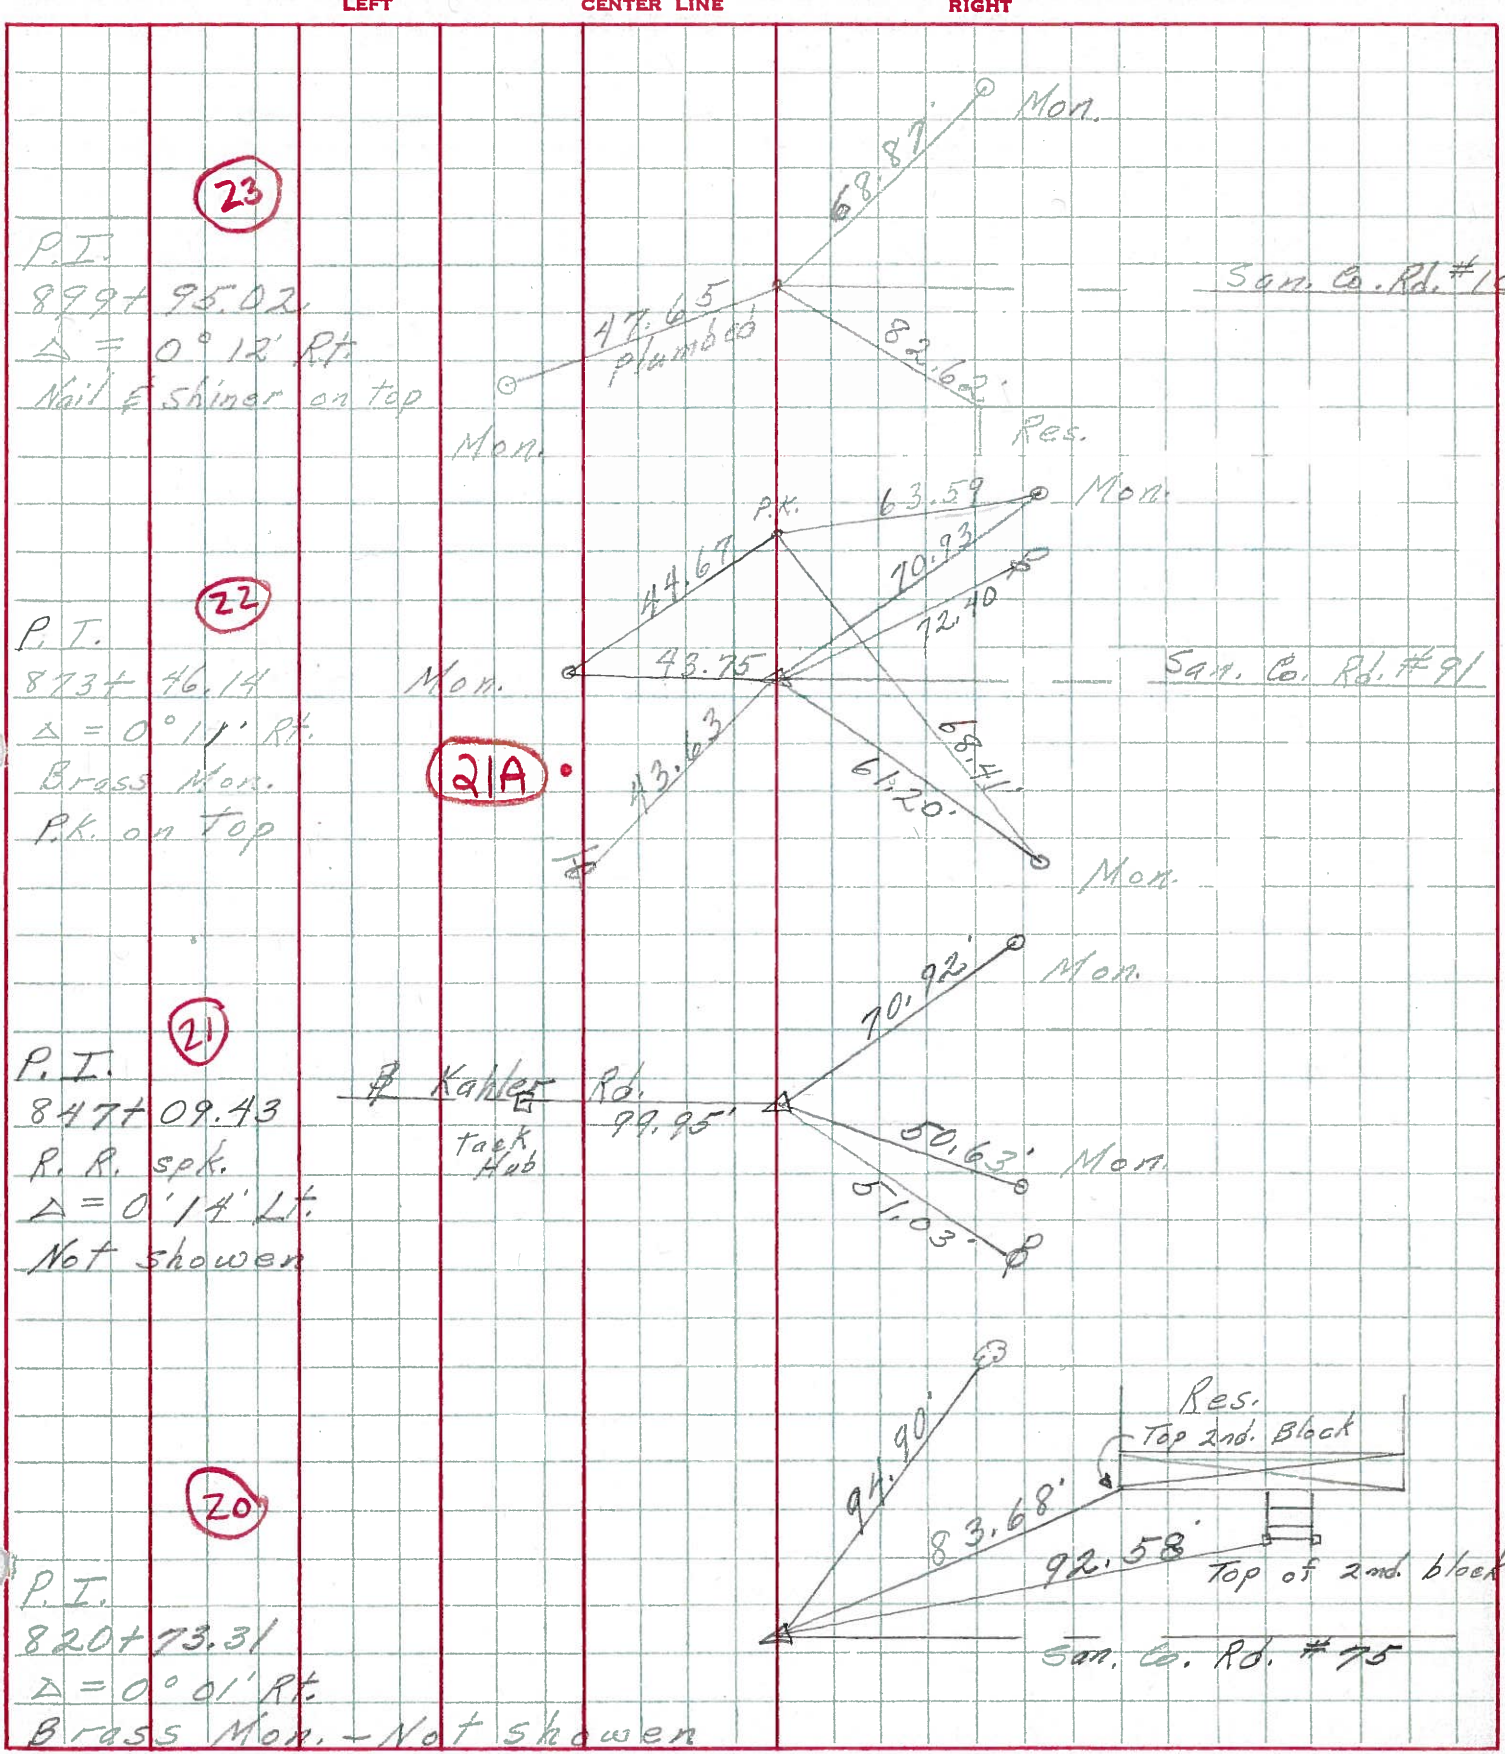 LEFT CENTER LINE RIGHT
Mon.
68.87'
23
P.I.
899+95.02
San. Co. Rd. #1
47.65
plumbed
Δ = 0° 12' Rt.
82.62'
Nail & Shiner on top
Mon.
Res.
P.K.
63.59
Mon.
44.67
70.93
72.40
22
P.I.
873+46.14
Mon.
43.75
San. Co. Rd. #91
Δ = 0° 11' Rt.
43.63
68.41'
61.20'
21A
Brass Mon.
P.K. on Top
Mon.
70.92'
Mon.
21
P.I.
847+09.43
Kahler Rd.
99.95'
Tack
Hub
50.63'
Mon.
R.R. spk.
Δ = 0'14' Lt.
51.03'
Not showen
94.90'
Res.
Top 2nd. Block
20
83.68'
92.58'
Top of 2nd. block
P.I.
820+73.31
San. Co. Rd. #75
Δ = 0° 01' Rt.
Brass Mon. - Not showen